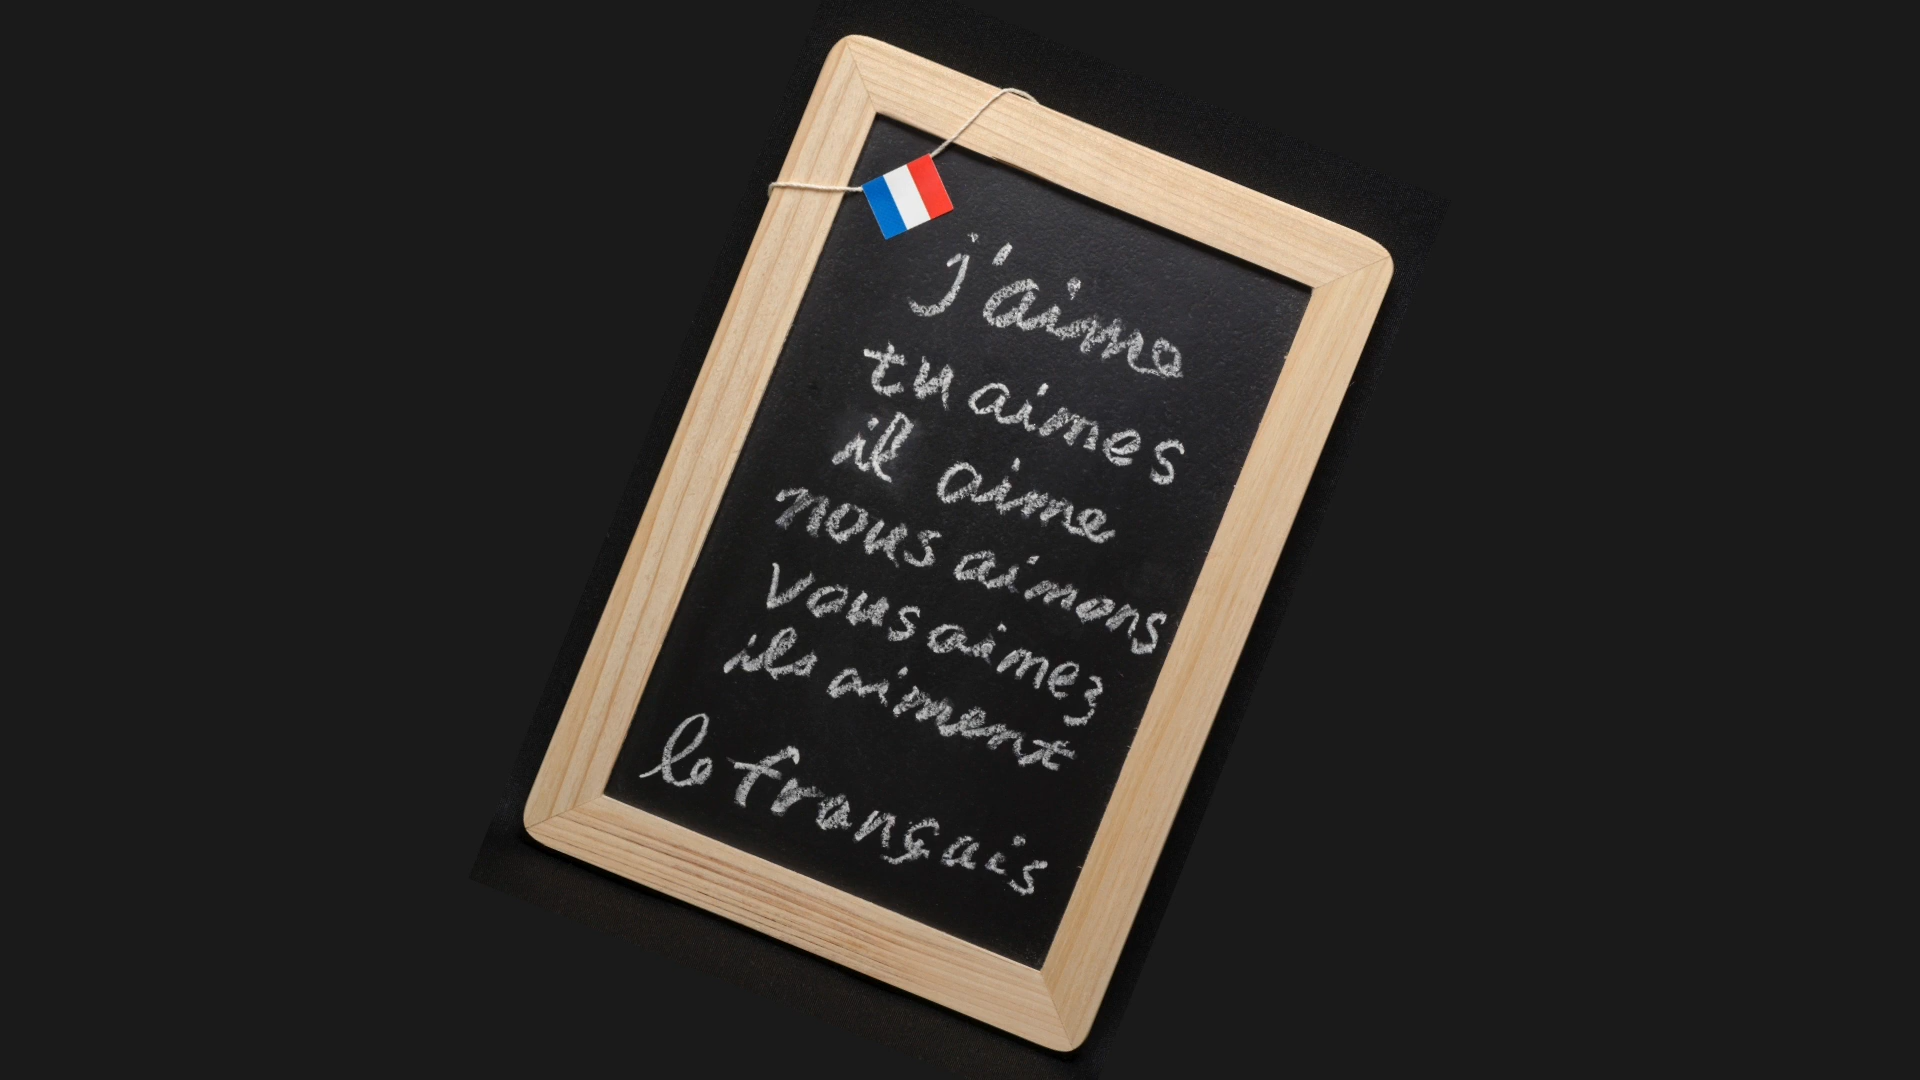 j'aime
tu aimes
il aime
nous aimons
vous aimez
ils aiment
le français